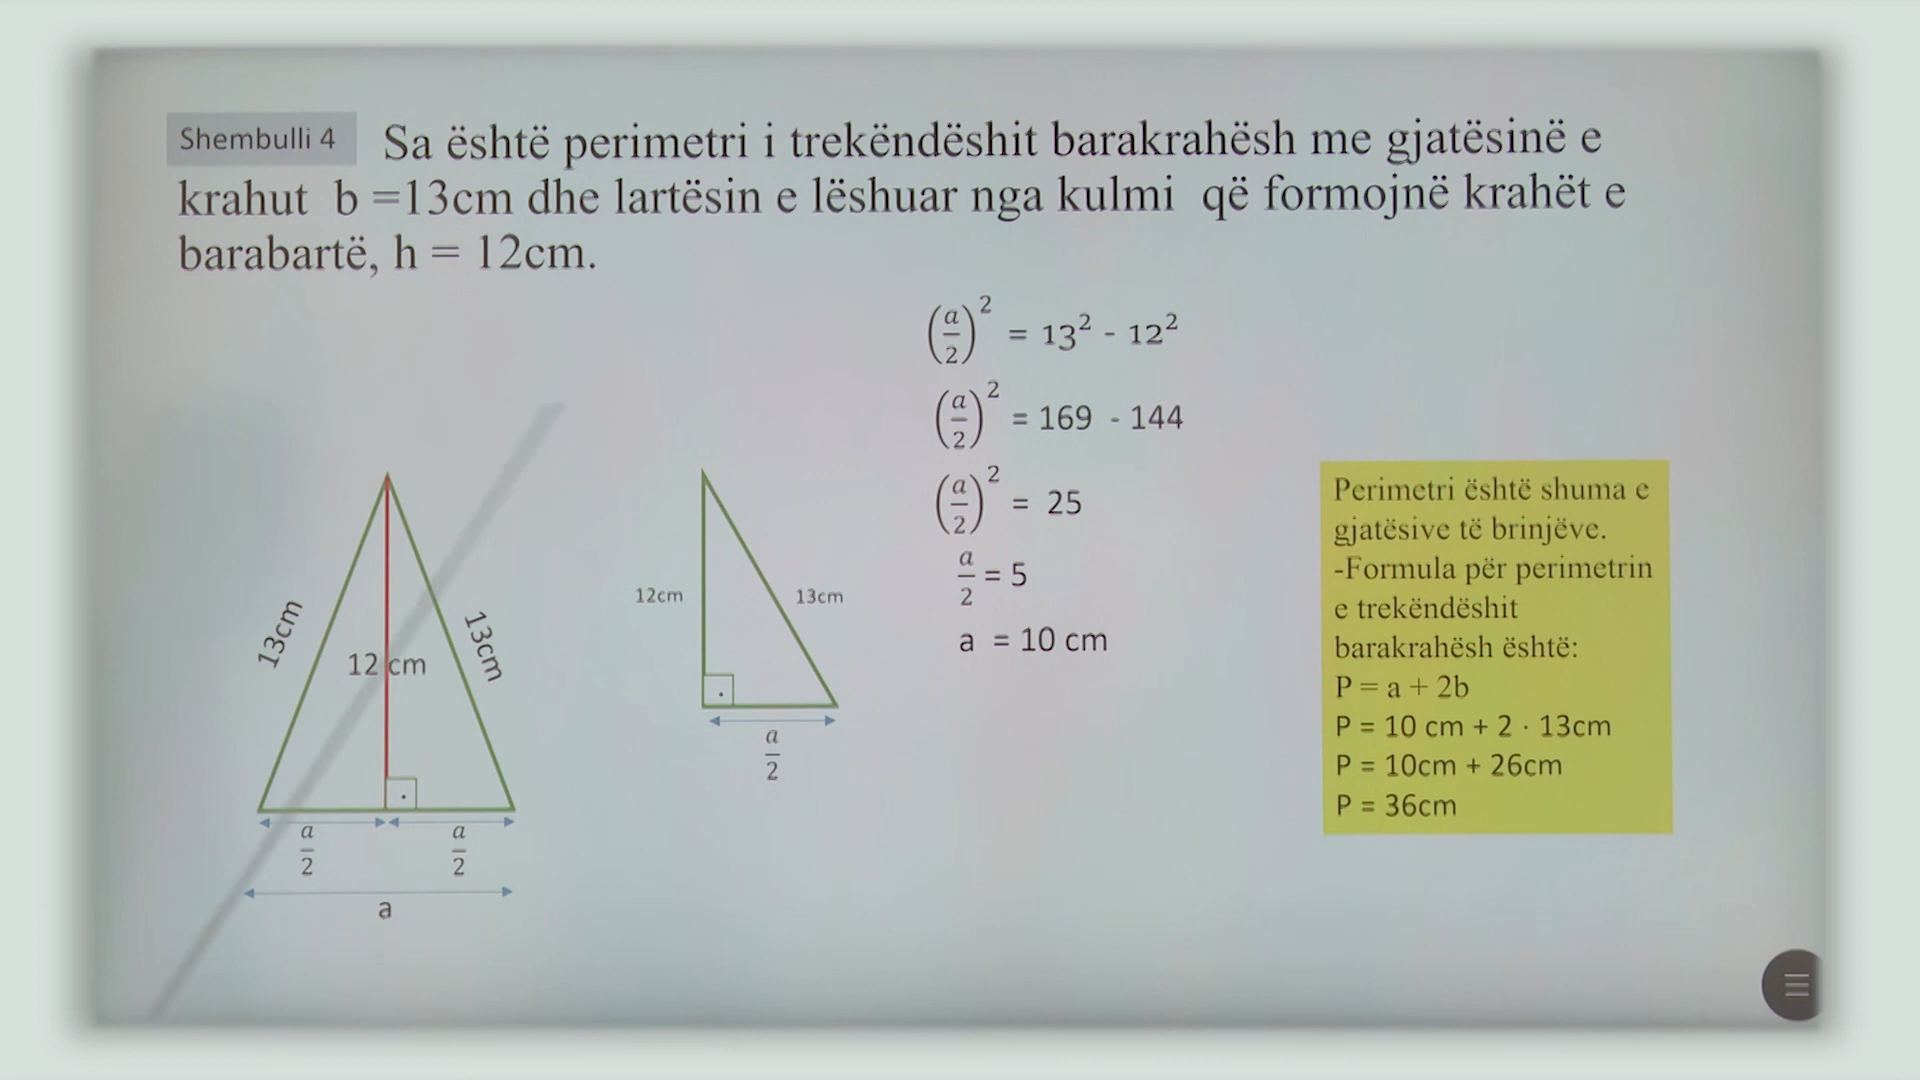 Shembulli 4 Sa është perimetri i trekëndëshit barakrahësh me gjatësinë e
krahut b =13cm dhe lartësin e lëshuar nga kulmi që formojnë krahët e
barabartë, h = 12cm.
(a/2)² = 13² - 12²
(a/2)² = 169 - 144
(a/2)² = 25
a/2 = 5
a = 10 cm
13cm
12 cm
13cm
a/2
a/2
a
12cm
13cm
a/2
Perimetri është shuma e
gjatësive të brinjëve.
-Formula për perimetrin
e trekëndëshit
barakrahësh është:
P = a + 2b
P = 10 cm + 2 · 13cm
P = 10cm + 26cm
P = 36cm